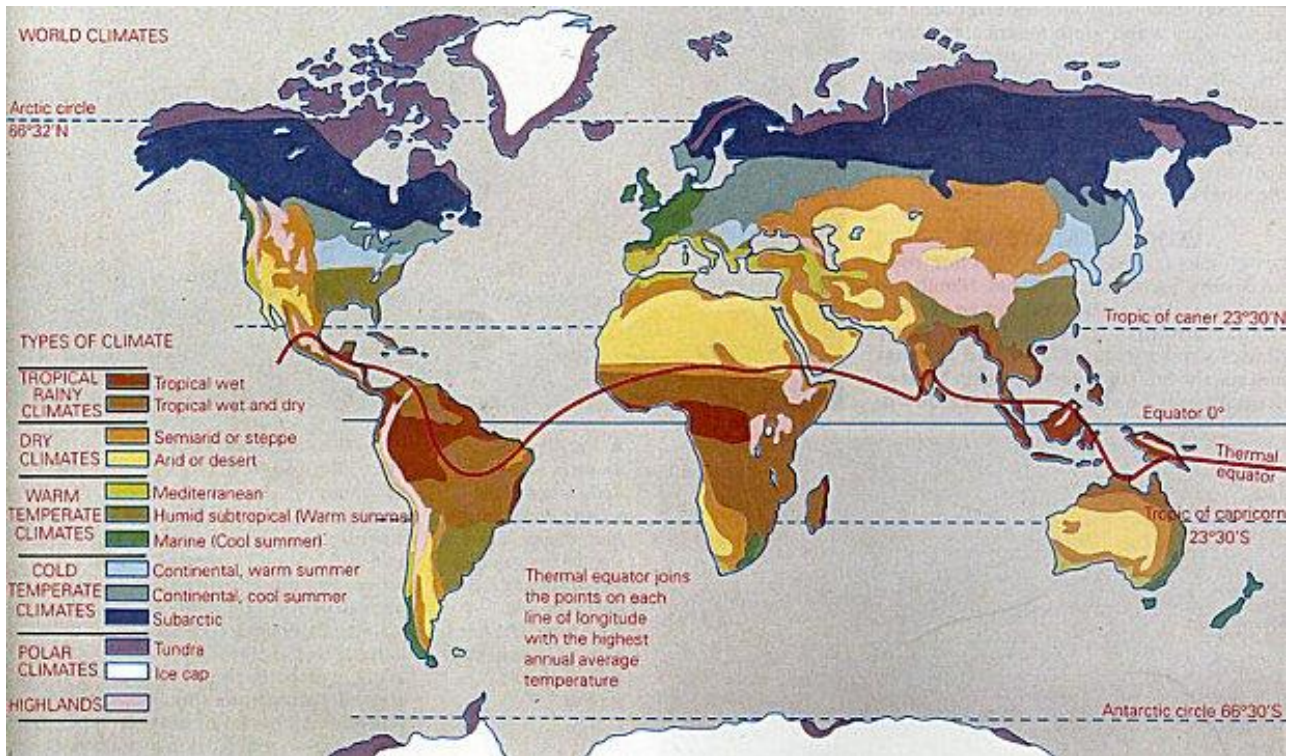 WORLD CLIMATES
Arctic circle
66°32'N
Tropic of caner 23°30'N
TYPES OF CLIMATE
TROPICAL
RAINY
CLIMATES
Tropical wet
Tropical wet and dry
DRY
CLIMATES
Semiarid or steppe
Arid or desert
WARM
TEMPERATE
CLIMATES
Mediterranean
Humid subtropical (Warm summer)
Marine (Cool summer)
COLD
TEMPERATE
CLIMATES
Continental, warm summer
Continental, cool summer
Subarctic
POLAR
CLIMATES
Tundra
Ice cap
HIGHLANDS
Equator 0°
Thermal
equator
Tropic of capricorn
23°30'S
Thermal equator joins
the points on each
line of longitude
with the highest
annual average
temperature
Antarctic circle 66°30'S